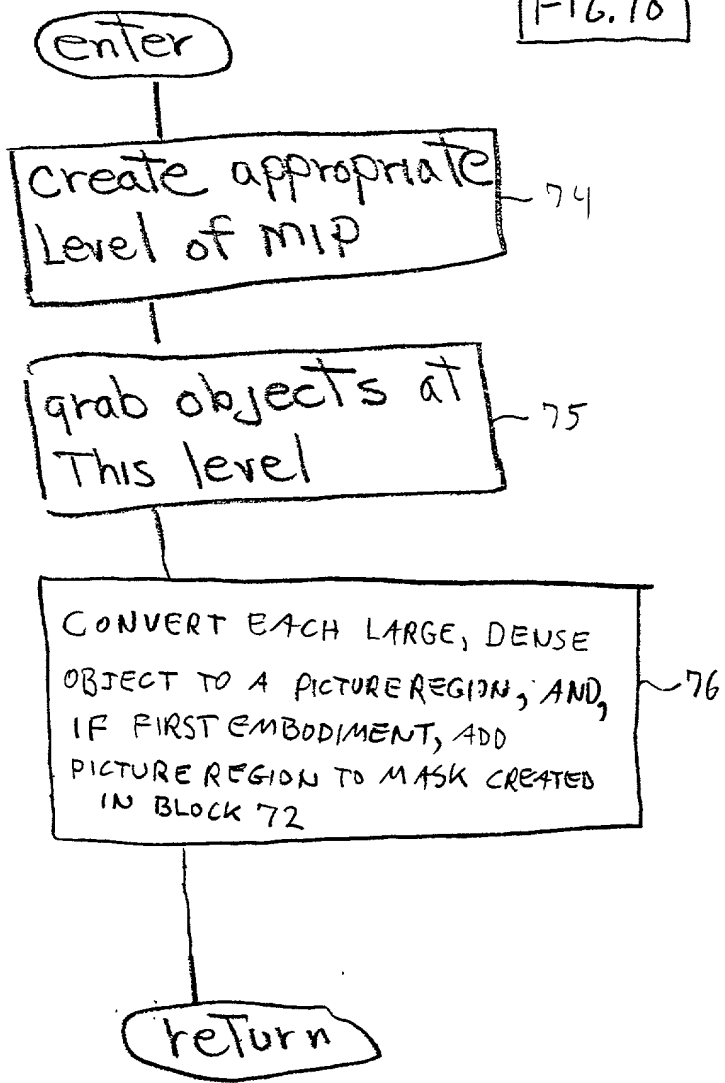 FIG. 10
enter
create appropriate
Level of MIP
74
grab objects at
This level
75
CONVERT EACH LARGE, DENSE
OBJECT TO A PICTURE REGION, AND,
IF FIRST EMBODIMENT, ADD
PICTURE REGION TO MASK CREATED
IN BLOCK 72
76
return